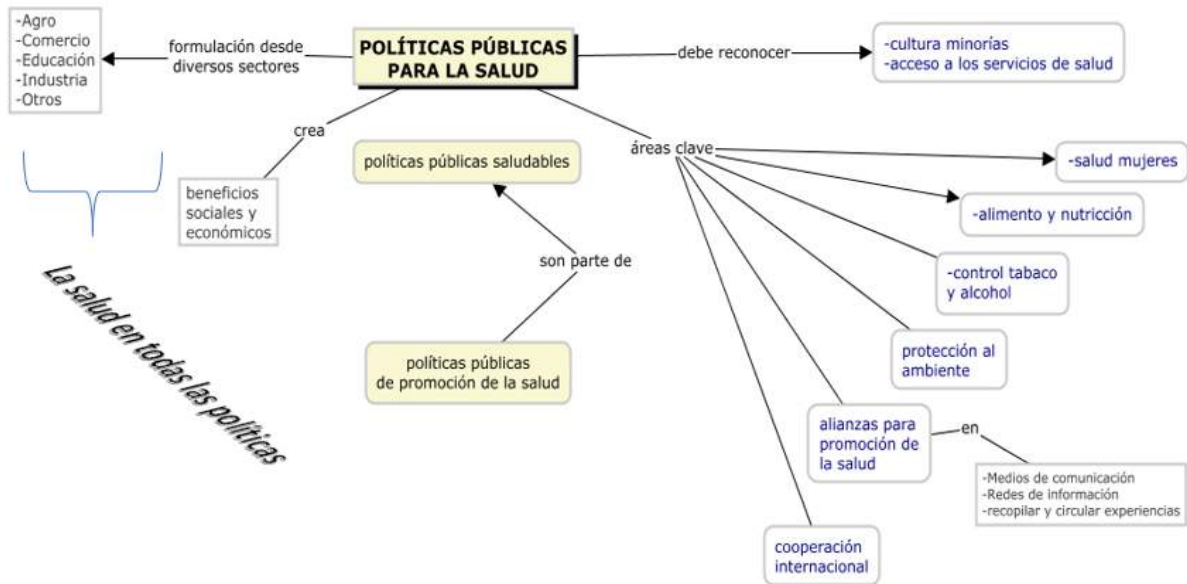 -Agro
-Comercio
-Educación
-Industria
-Otros
formulación desde
diversos sectores
POLÍTICAS PÚBLICAS
PARA LA SALUD
debe reconocer
-cultura minorías
-acceso a los servicios de salud
crea
beneficios
sociales y
económicos
políticas públicas saludables
son parte de
políticas públicas
de promoción de la salud
La salud en todas las políticas
áreas clave
-salud mujeres
-alimento y nutricción
-control tabaco
y alcohol
protección al
ambiente
alianzas para
promoción de
la salud
en
-Medios de comunicación
-Redes de información
-recopilar y circular experiencias
cooperación
internacional